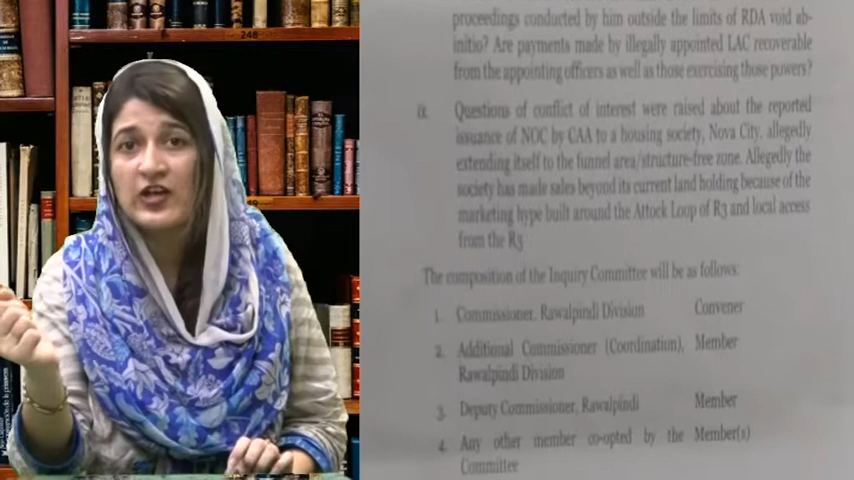 248
49
proceedings conducted by him outside the limits of RDA void ab-
initio? Are payments made by illegally appointed LAC recoverable
from the appointing officers as well as those exercising those powers?
ix. Questions of conflict of interest were raised about the reported
issuance of NOC by CAA to a housing society, Nova City, allegedly
extending itself to the funnel area/structure-free zone. Allegedly the
society has made sales beyond its current land holding because of the
marketing hype built around the Attock Loop of R3 and local access
from the R3
The composition of the Inquiry Committee will be as follows:
1. Commissioner, Rawalpindi Division Convener
2. Additional Commissioner (Coordination), Member
Rawalpindi Division
3. Deputy Commissioner, Rawalpindi Member
4. Any other member co-opted by the Member(s)
Committee